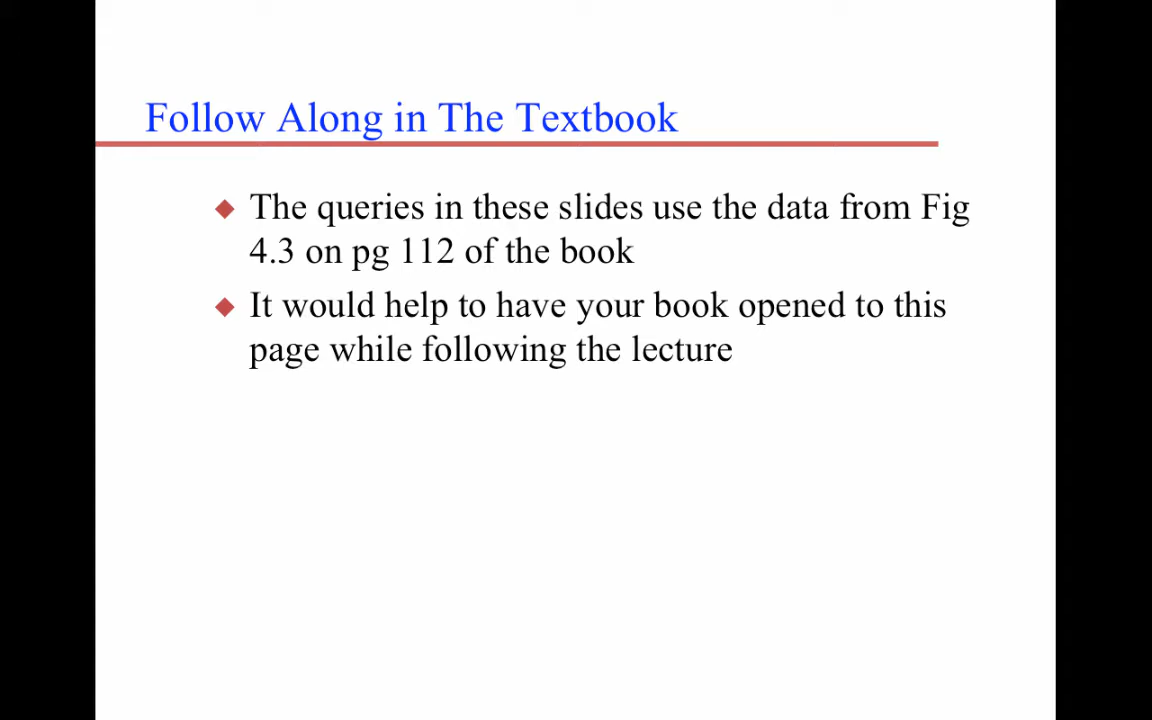 Follow Along in The Textbook
The queries in these slides use the data from Fig
4.3 on pg 112 of the book
It would help to have your book opened to this
page while following the lecture